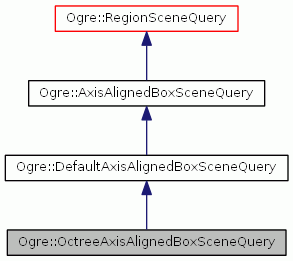 Ogre::RegionSceneQuery
Ogre::AxisAlignedBoxSceneQuery
Ogre::DefaultAxisAlignedBoxSceneQuery
Ogre::OctreeAxisAlignedBoxSceneQuery